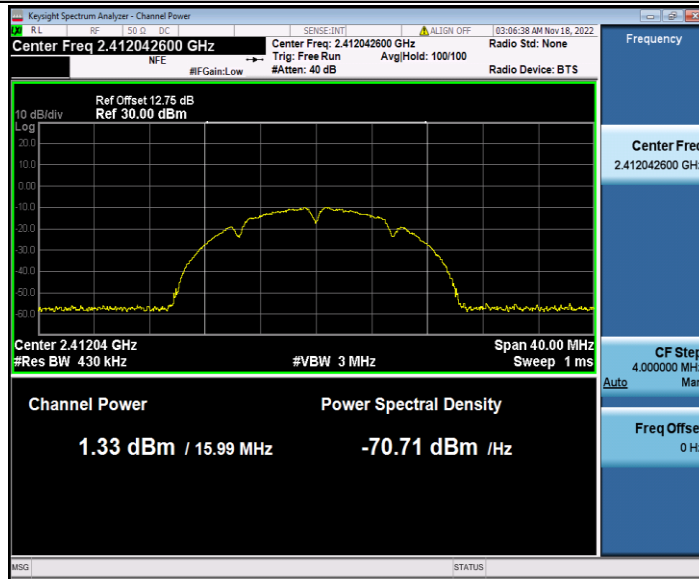 Keysight Spectrum Analyzer - Channel Power
RL RF 50 Ω DC SENSE:INT ALIGN OFF 03:06:38 AM Nov 18, 2022
Center Freq 2.412042600 GHz
NFE
#IFGain:Low
Center Freq: 2.412042600 GHz
Trig: Free Run Avg|Hold: 100/100
#Atten: 40 dB
Radio Std: None
Radio Device: BTS
Frequency
Ref Offset 12.75 dB
10 dB/div Ref 30.00 dBm
Log
20.0
10.0
0.00
-10.0
-20.0
-30.0
-40.0
-50.0
-60.0
Center 2.41204 GHz Span 40.00 MHz
#Res BW 430 kHz #VBW 3 MHz Sweep 1 ms
Channel Power Power Spectral Density
1.33 dBm / 15.99 MHz -70.71 dBm /Hz
Center Freq
2.412042600 GHz
CF Step
4.000000 MHz
Auto Man
Freq Offse
0 Hz
MSG STATUS